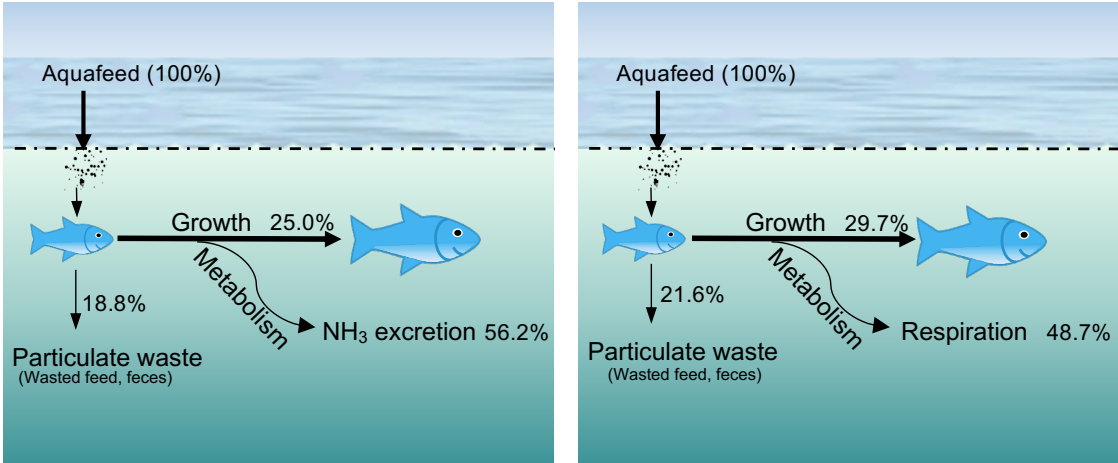 Aquafeed (100%)
Growth 25.0%
Metabolism
18.8%
NH₃ excretion 56.2%
Particulate waste
(Wasted feed, feces)
Aquafeed (100%)
Growth 29.7%
Metabolism
21.6%
Respiration 48.7%
Particulate waste
(Wasted feed, feces)